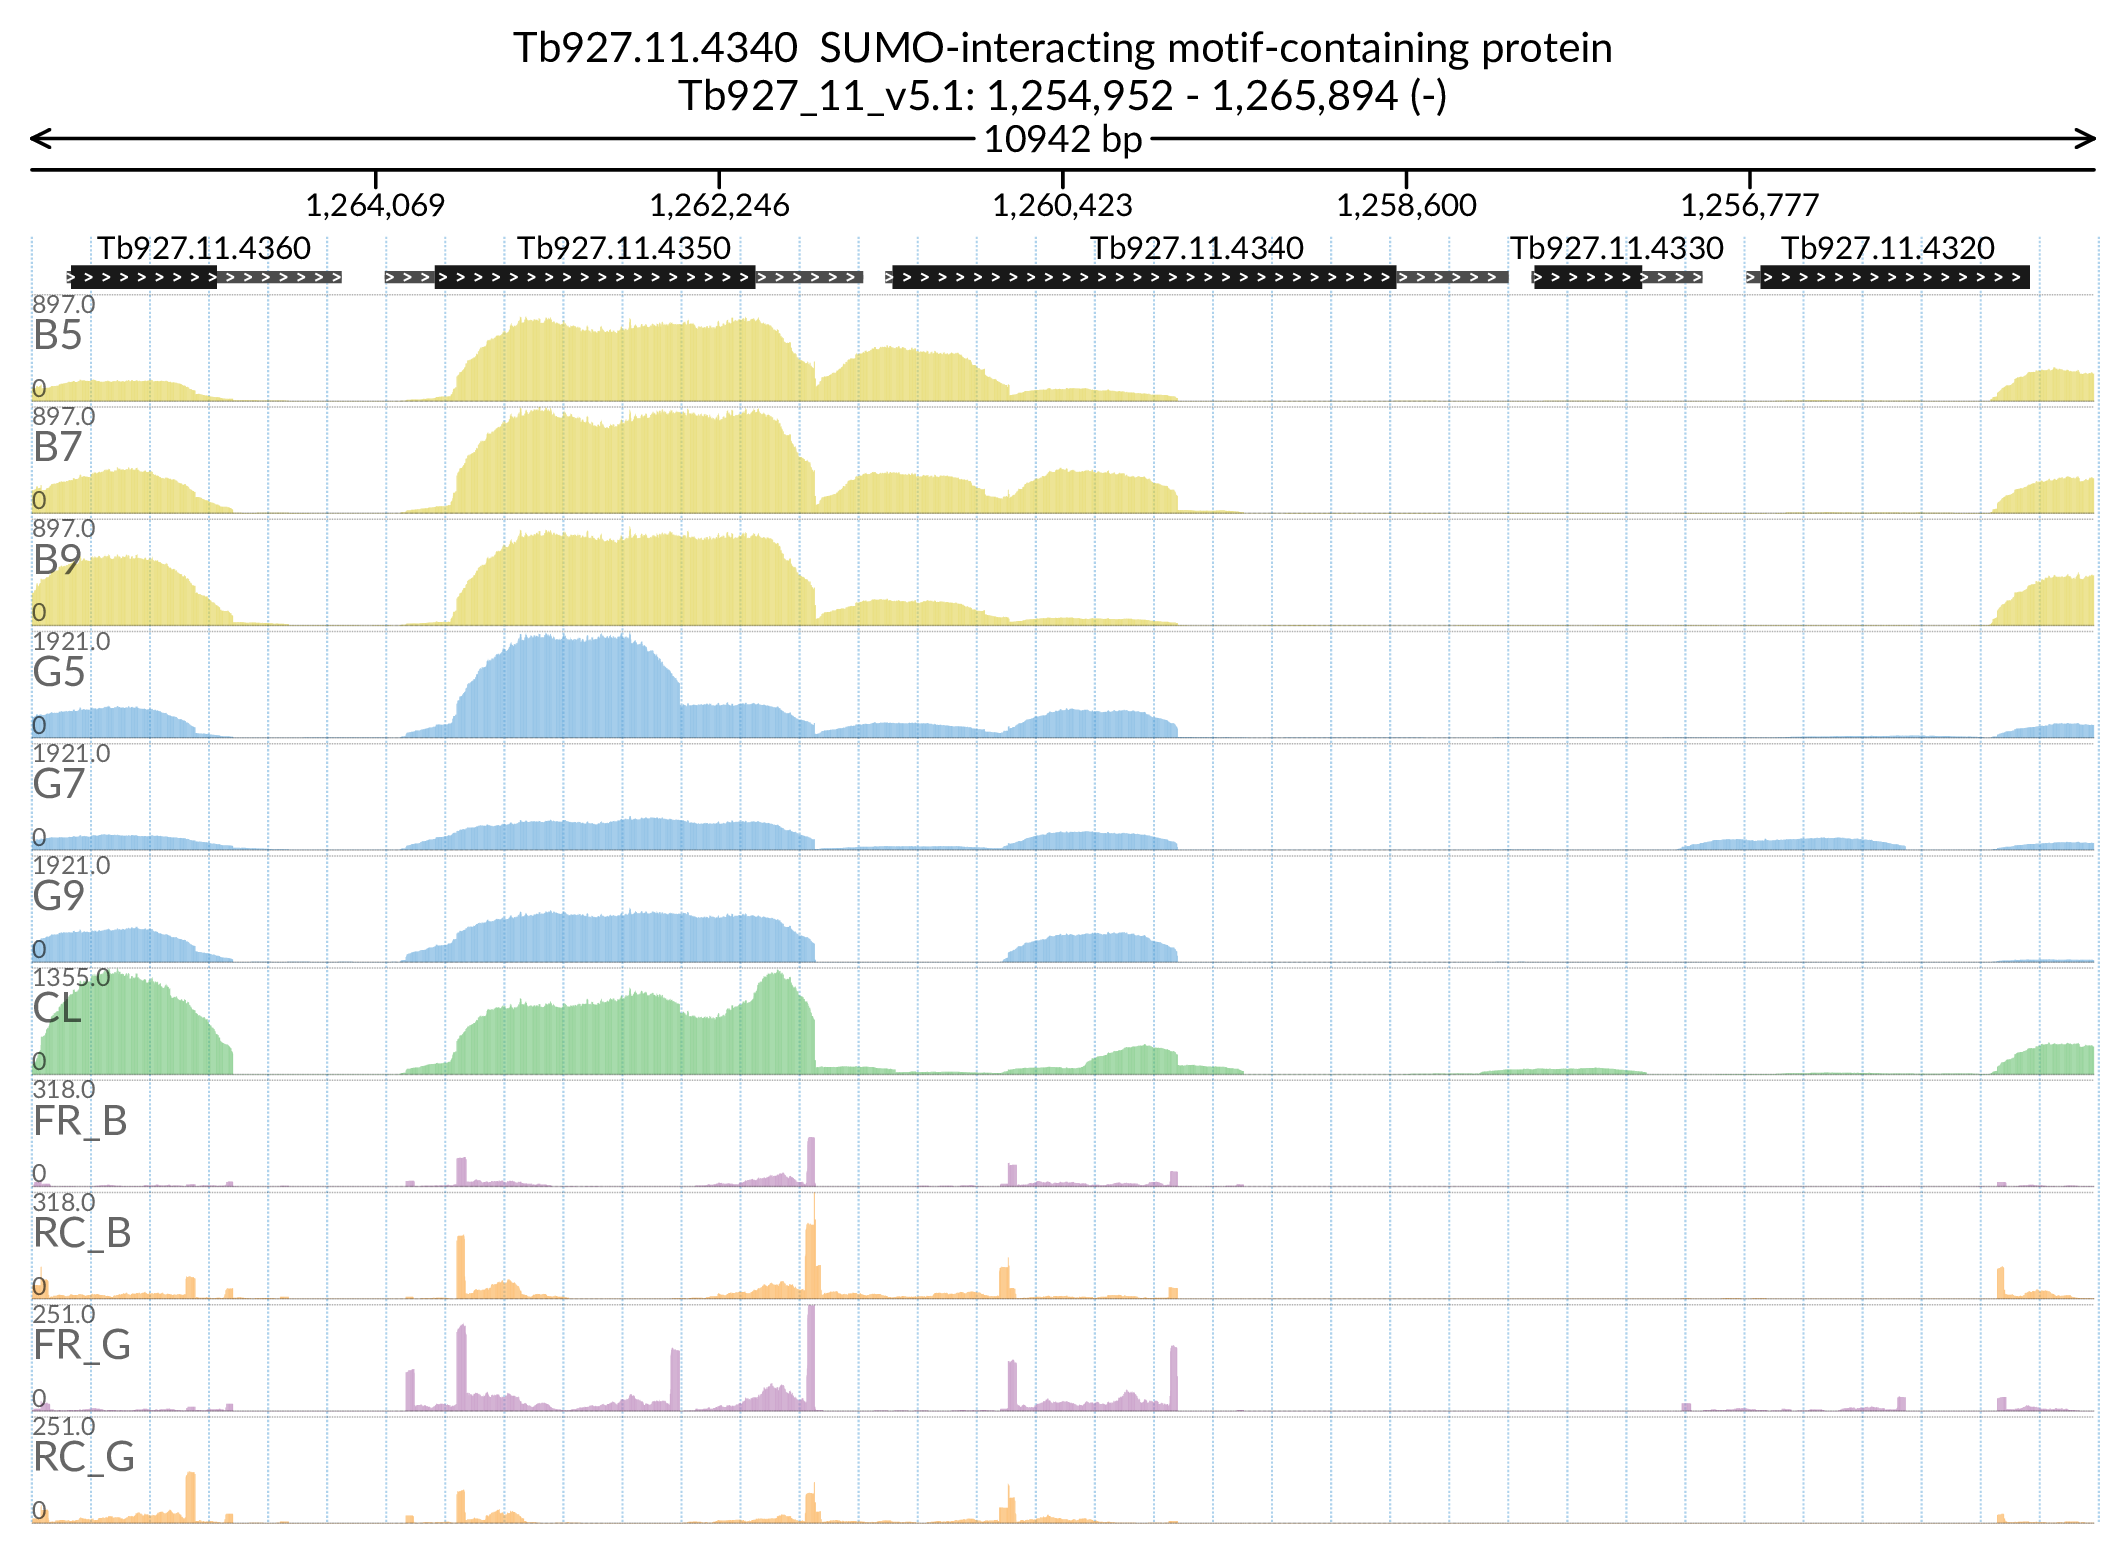 Tb927.11.4340  SUMO-interacting motif-containing protein
Tb927_11_v5.1: 1,254,952 - 1,265,894 (-)
10942 bp
1,264,069 1,262,246 1,260,423 1,258,600 1,256,777
Tb927.11.4360 Tb927.11.4350 Tb927.11.4340 Tb927.11.4330 Tb927.11.4320
897.0
B5
0
897.0
B7
0
897.0
B9
0
1921.0
G5
0
1921.0
G7
0
1921.0
G9
0
1355.0
CL
0
318.0
FR_B
0
318.0
RC_B
0
251.0
FR_G
0
251.0
RC_G
0